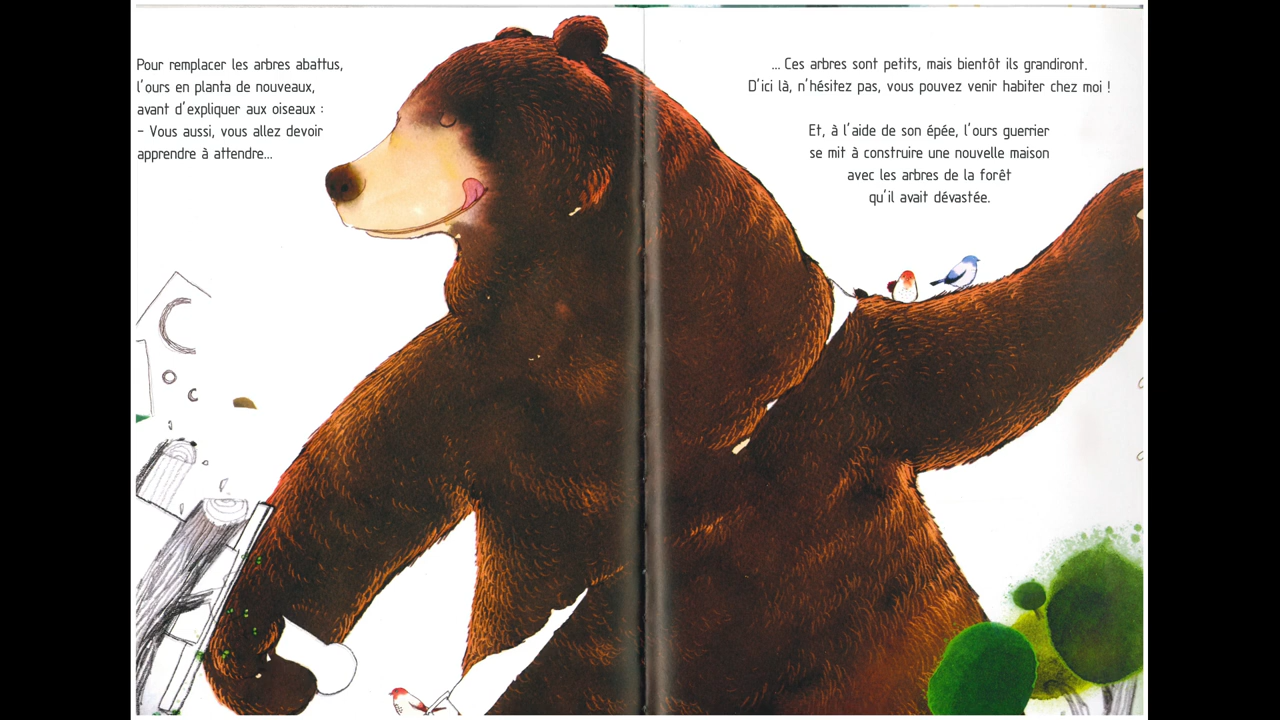 Pour remplacer les arbres abattus,
l'ours en planta de nouveaux,
avant d'expliquer aux oiseaux :
- Vous aussi, vous allez devoir
apprendre à attendre...
... Ces arbres sont petits, mais bientôt ils grandiront.
D'ici là, n'hésitez pas, vous pouvez venir habiter chez moi !
Et, à l'aide de son épée, l'ours guerrier
se mit à construire une nouvelle maison
avec les arbres de la forêt
qu'il avait dévastée.